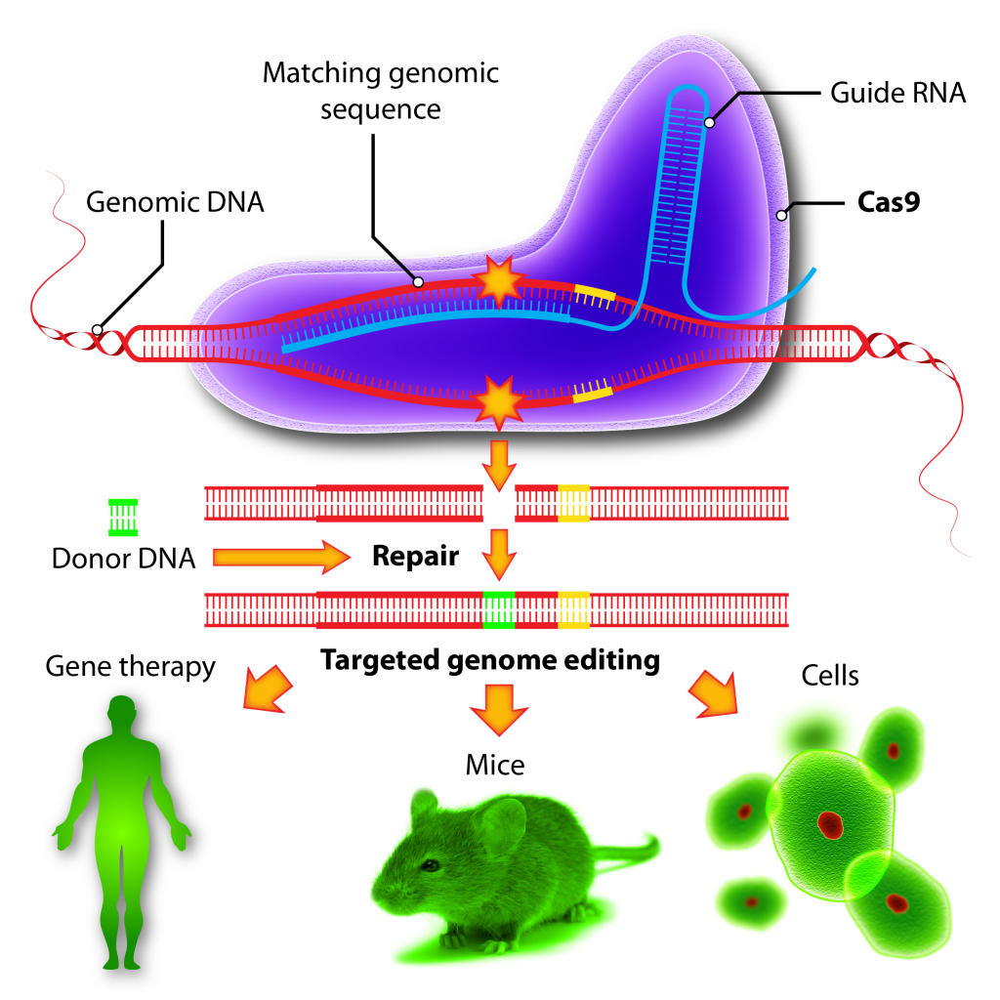 Matching genomic
sequence
Guide RNA
Genomic DNA
Cas9
Donor DNA
Repair
Targeted genome editing
Gene therapy
Cells
Mice